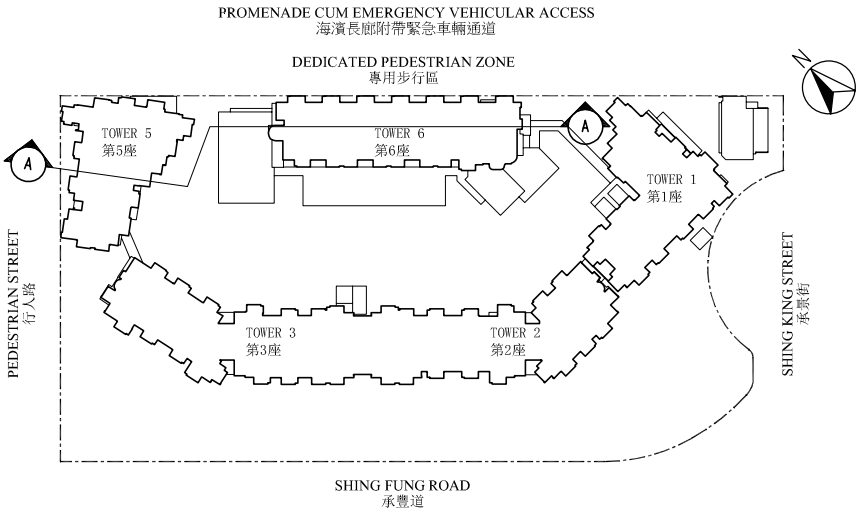 PROMENADE CUM EMERGENCY VEHICULAR ACCESS
海濱長廊附帶緊急車輛通道
DEDICATED PEDESTRIAN ZONE
專用步行區
N
TOWER 5
第5座
TOWER 6
第6座
A
A
TOWER 1
第1座
PEDESTRIAN STREET
行人路
SHING KING STREET
承景街
TOWER 3
第3座
TOWER 2
第2座
SHING FUNG ROAD
承豐道